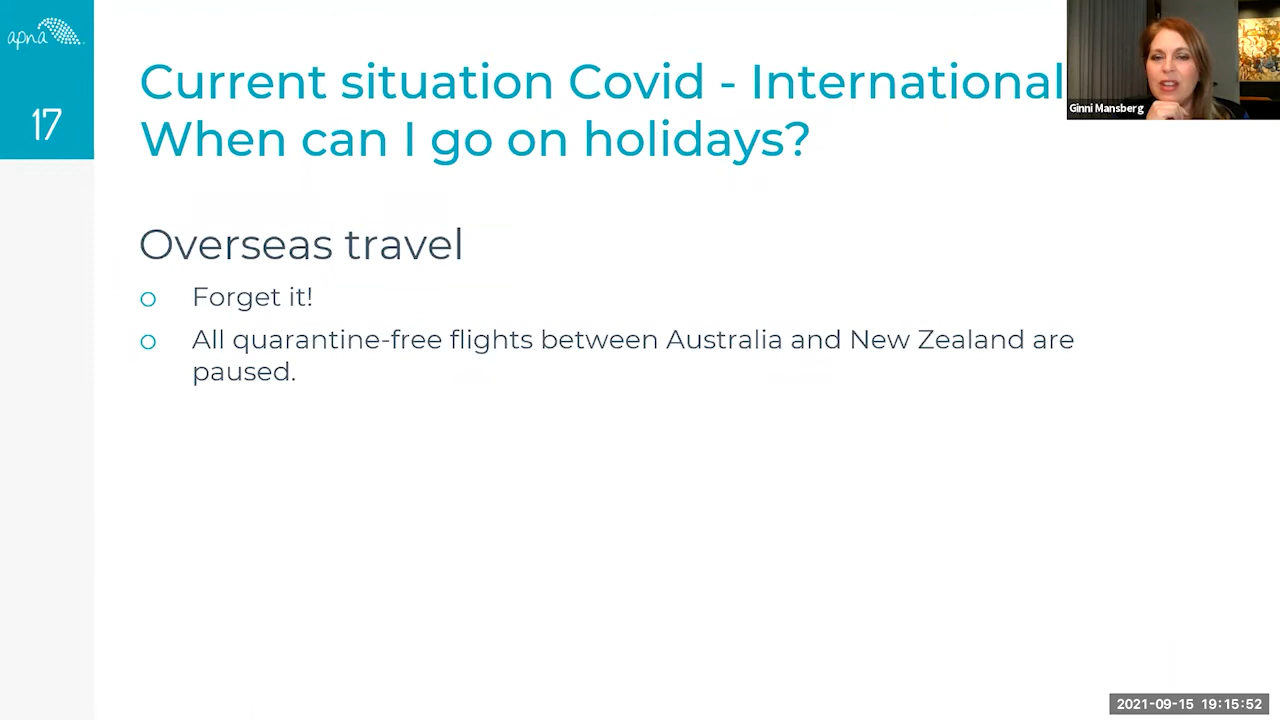 apna
17
Current situation Covid - International
When can I go on holidays?
Ginni Mansberg
Overseas travel
o Forget it!
o All quarantine-free flights between Australia and New Zealand are
paused.
2021-09-15 19:15:52